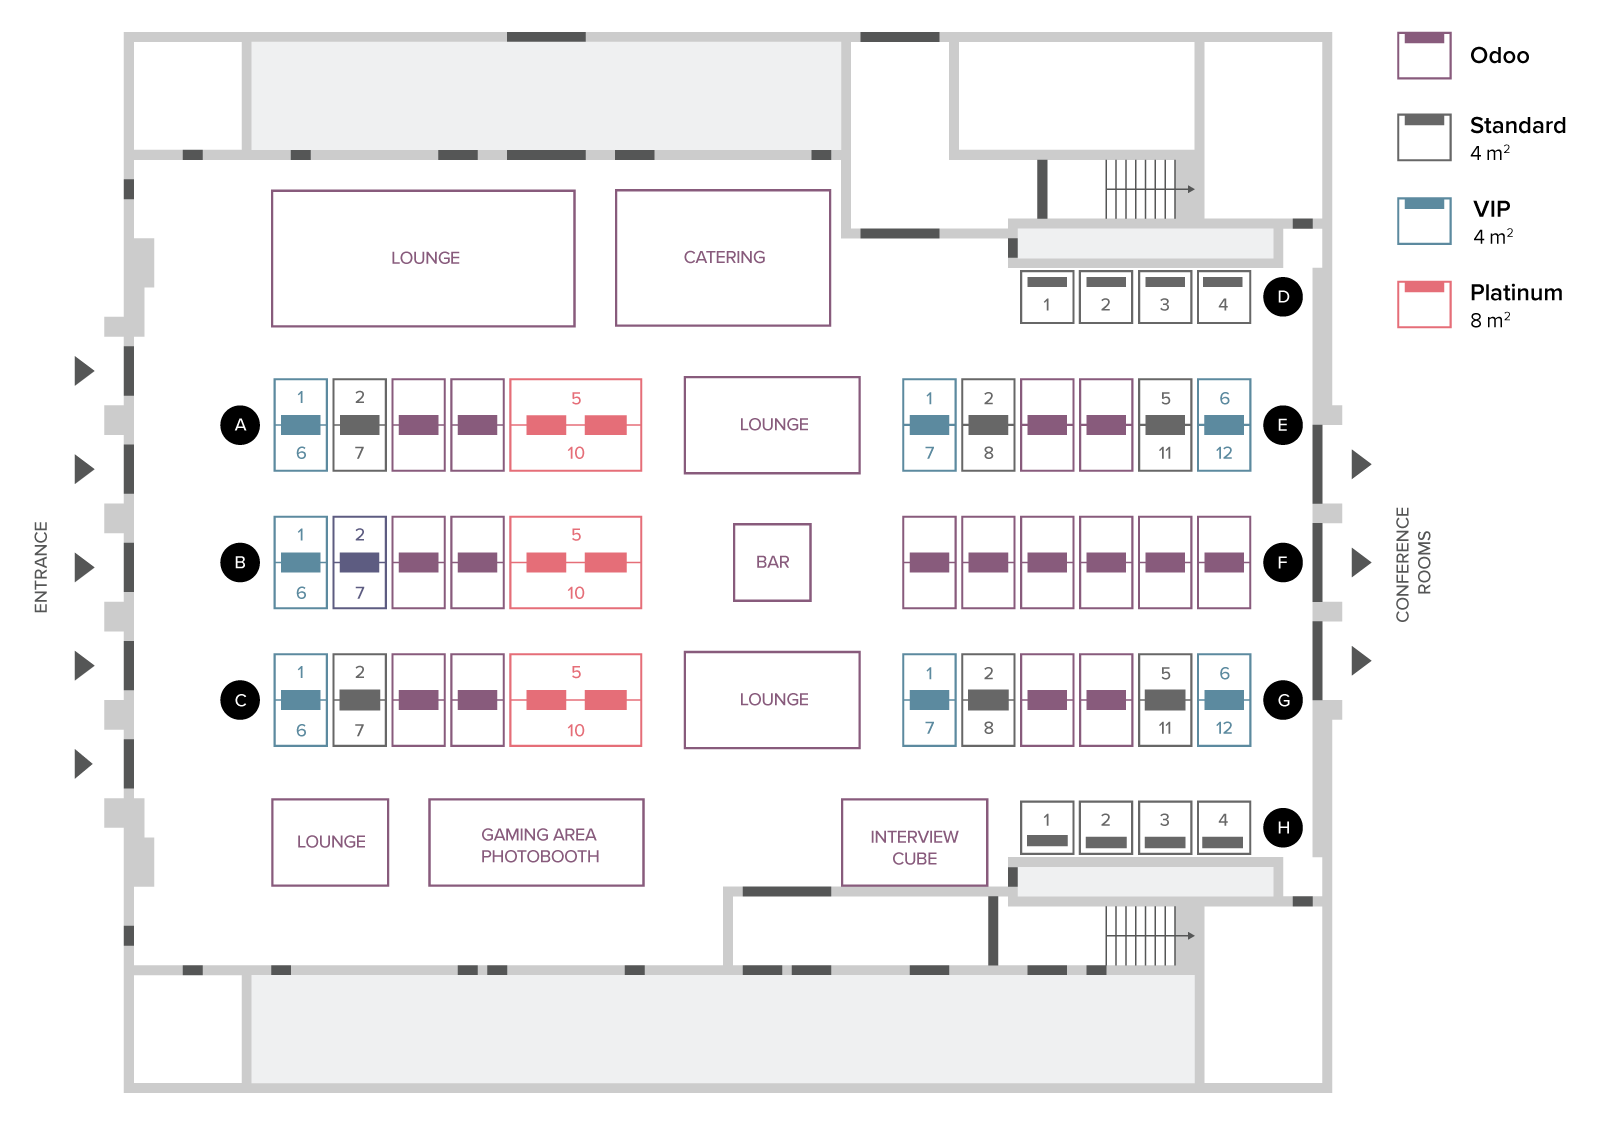 Odoo
Standard
4 m²
VIP
4 m²
Platinum
8 m²
LOUNGE
CATERING
1 2 3 4 D
1 2 5
A
6 7 10
LOUNGE
1 2 5 6
E
7 8 11 12
1 2 5
B
6 7 10
BAR
F
ENTRANCE
CONFERENCE
ROOMS
1 2 5
C
6 7 10
LOUNGE
1 2 5 6
G
7 8 11 12
LOUNGE
GAMING AREA
PHOTOBOOTH
INTERVIEW
CUBE
1 2 3 4 H